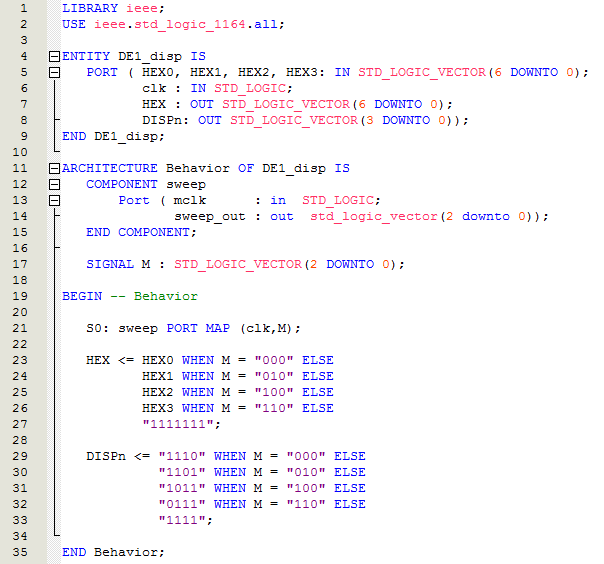 1 LIBRARY ieee;
2 USE ieee.std_logic_1164.all;
3
4 ENTITY DE1_disp IS
5 PORT ( HEX0, HEX1, HEX2, HEX3: IN STD_LOGIC_VECTOR(6 DOWNTO 0);
6 clk : IN STD_LOGIC;
7 HEX : OUT STD_LOGIC_VECTOR(6 DOWNTO 0);
8 DISPn: OUT STD_LOGIC_VECTOR(3 DOWNTO 0));
9 END DE1_disp;
10
11 ARCHITECTURE Behavior OF DE1_disp IS
12 COMPONENT sweep
13 Port ( mclk : in STD_LOGIC;
14 sweep_out : out std_logic_vector(2 downto 0));
15 END COMPONENT;
16
17 SIGNAL M : STD_LOGIC_VECTOR(2 DOWNTO 0);
18
19 BEGIN -- Behavior
20
21 S0: sweep PORT MAP (clk,M);
22
23 HEX <= HEX0 WHEN M = "000" ELSE
24 HEX1 WHEN M = "010" ELSE
25 HEX2 WHEN M = "100" ELSE
26 HEX3 WHEN M = "110" ELSE
27 "1111111";
28
29 DISPn <= "1110" WHEN M = "000" ELSE
30 "1101" WHEN M = "010" ELSE
31 "1011" WHEN M = "100" ELSE
32 "0111" WHEN M = "110" ELSE
33 "1111";
34
35 END Behavior;